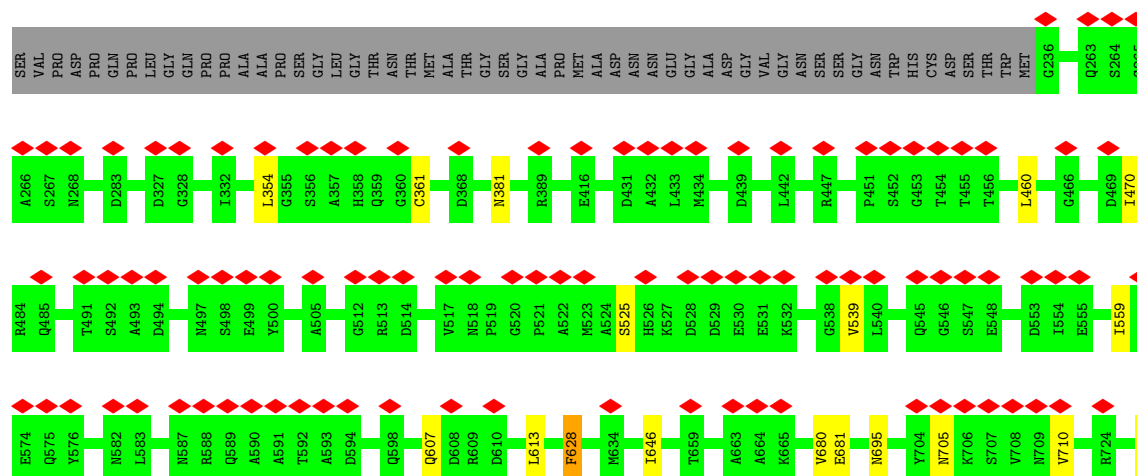 SER VAL PRO ASP PRO GLN PRO LEU GLY GLN PRO PRO ALA ALA PRO SER GLY LEU GLY THR ASN THR MET ALA THR GLY SER GLY ALA PRO MET ALA ASP ASN ASN GLU GLY ALA ASP GLY VAL GLY ASN SER SER GLY ASN TRP HIS CYS ASP SER THR TRP MET G236 Q263 S264
A266 S267 N268 D283 D327 G328 I332 L354 G355 S356 A357 H358 Q359 G360 C361 D368 N381 R389 E416 D431 A432 L433 M434 D439 L442 R447 P451 S452 G453 T454 T455 T456 L460 G466 D469 I470
R484 Q485 T491 S492 A493 D494 N497 S498 E499 Y500 A505 G512 R513 D514 V517 N518 P519 G520 P521 A522 M523 A524 S525 H526 K527 D528 D529 E530 E531 K532 G538 V539 L540 Q545 G546 S547 E548 D553 I554 E555 I559
E574 Q575 Y576 N582 L583 N587 R588 Q589 A590 A591 T592 A593 D594 Q598 Q607 D608 R609 D610 L613 F628 M634 I646 T659 A663 A664 K665 V680 E681 N695 Y704 N705 K706 S707 V708 N709 V710 R724